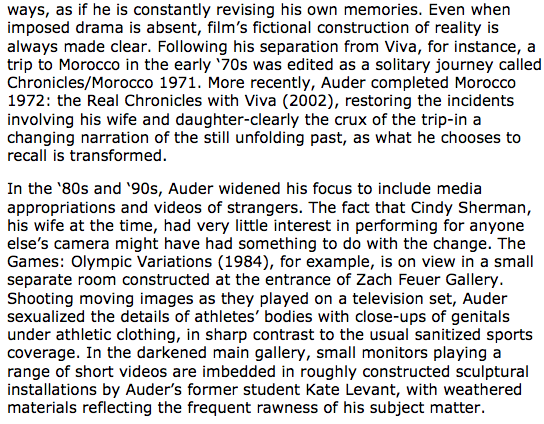 ways, as if he is constantly revising his own memories. Even when
imposed drama is absent, film’s fictional construction of reality is
always made clear. Following his separation from Viva, for instance, a
trip to Morocco in the early ‘70s was edited as a solitary journey called
Chronicles/Morocco 1971. More recently, Auder completed Morocco
1972: the Real Chronicles with Viva (2002), restoring the incidents
involving his wife and daughter-clearly the crux of the trip-in a
changing narration of the still unfolding past, as what he chooses to
recall is transformed.
In the ‘80s and ‘90s, Auder widened his focus to include media
appropriations and videos of strangers. The fact that Cindy Sherman,
his wife at the time, had very little interest in performing for anyone
else’s camera might have had something to do with the change. The
Games: Olympic Variations (1984), for example, is on view in a small
separate room constructed at the entrance of Zach Feuer Gallery.
Shooting moving images as they played on a television set, Auder
sexualized the details of athletes’ bodies with close-ups of genitals
under athletic clothing, in sharp contrast to the usual sanitized sports
coverage. In the darkened main gallery, small monitors playing a
range of short videos are imbedded in roughly constructed sculptural
installations by Auder’s former student Kate Levant, with weathered
materials reflecting the frequent rawness of his subject matter.